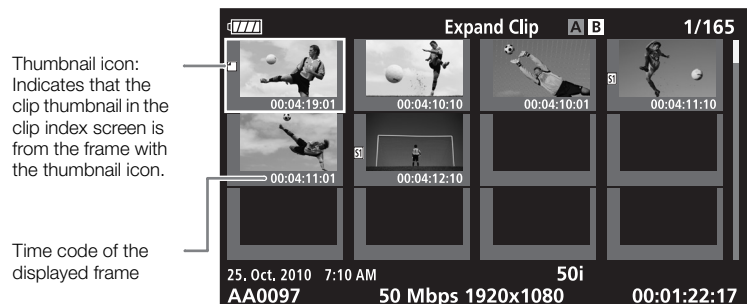 Expand Clip A B 1/165
Thumbnail icon:
Indicates that the
clip thumbnail in the
clip index screen is
from the frame with
the thumbnail icon.
00:04:19:01
00:04:10:10
00:04:10:01
S1
00:04:11:10
00:04:11:01
S1
00:04:12:10
Time code of the
displayed frame
25. Oct. 2010 7:10 AM 50i
AA0097 50 Mbps 1920x1080 00:01:22:17